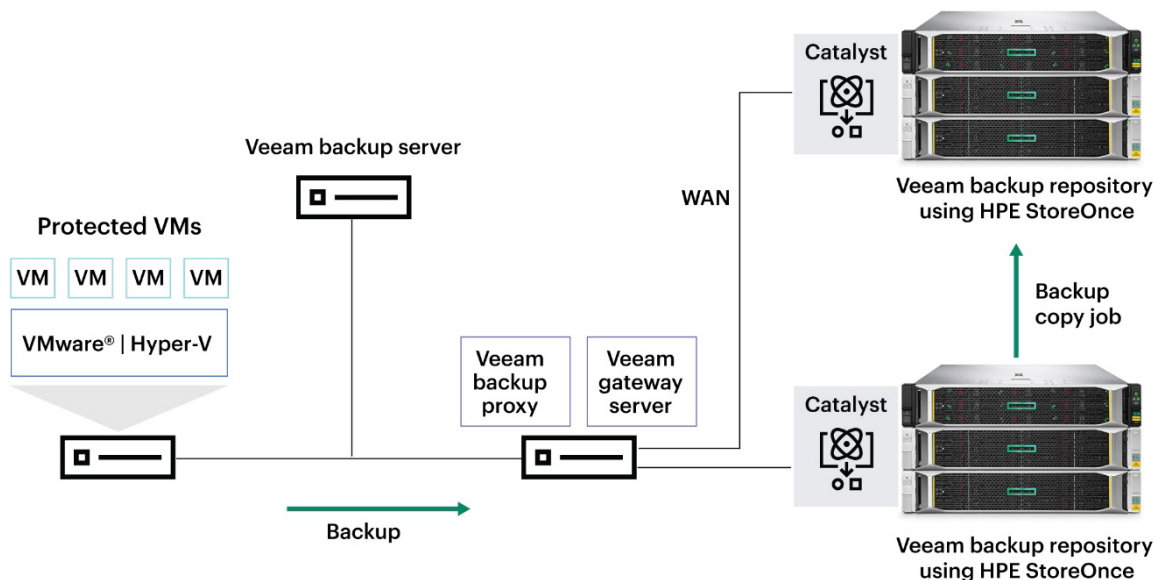 Catalyst
Veeam backup repository
using HPE StoreOnce
Veeam backup server
WAN
Protected VMs
VM VM VM VM
VMware® | Hyper-V
Backup
copy job
Veeam
backup
proxy
Veeam
gateway
server
Catalyst
Backup
Veeam backup repository
using HPE StoreOnce